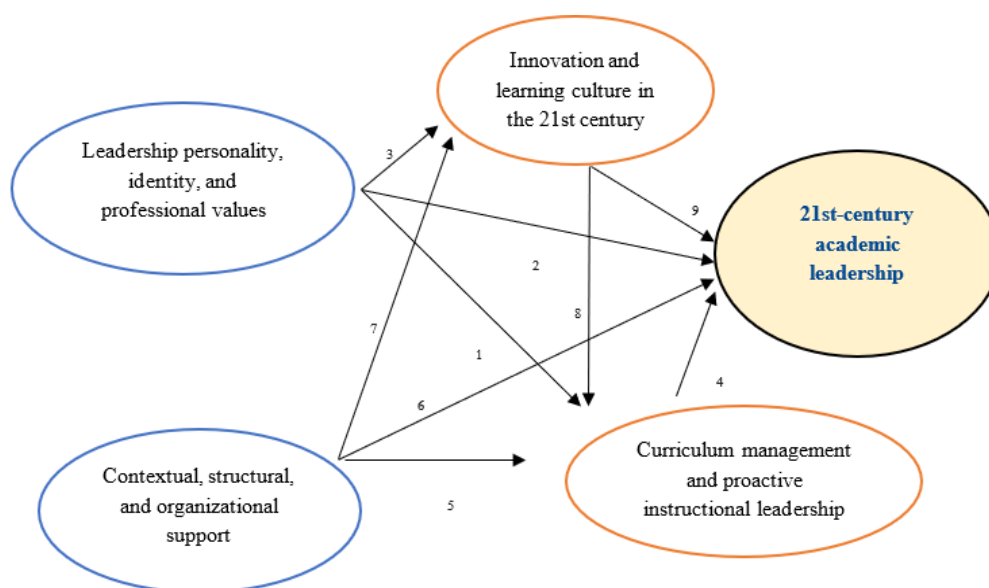 Innovation and
learning culture in
the 21st century
Leadership personality,
identity, and
professional values
3
9
21st-century
academic
leadership
2
8
7
1
6
4
Contextual, structural,
and organizational
support
5
Curriculum management
and proactive
instructional leadership